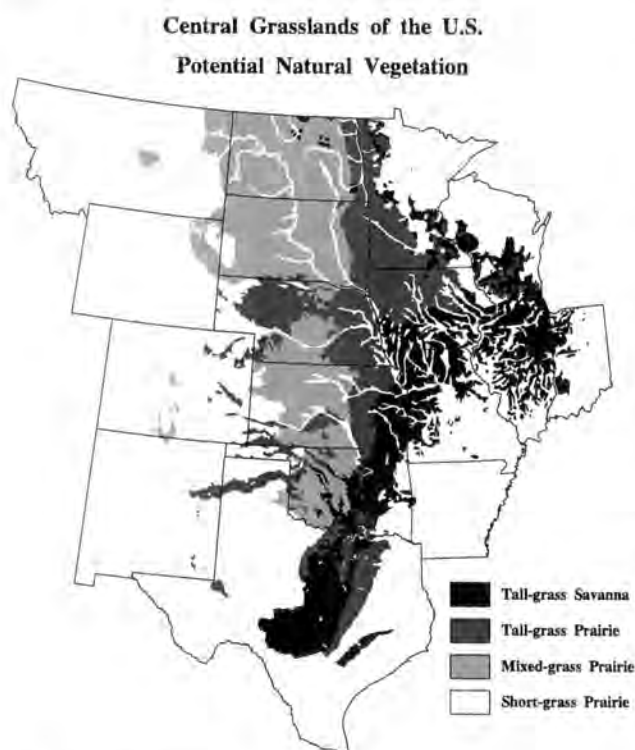 Central Grasslands of the U.S.
Potential Natural Vegetation
Tall-grass Savanna
Tall-grass Prairie
Mixed-grass Prairie
Short-grass Prairie